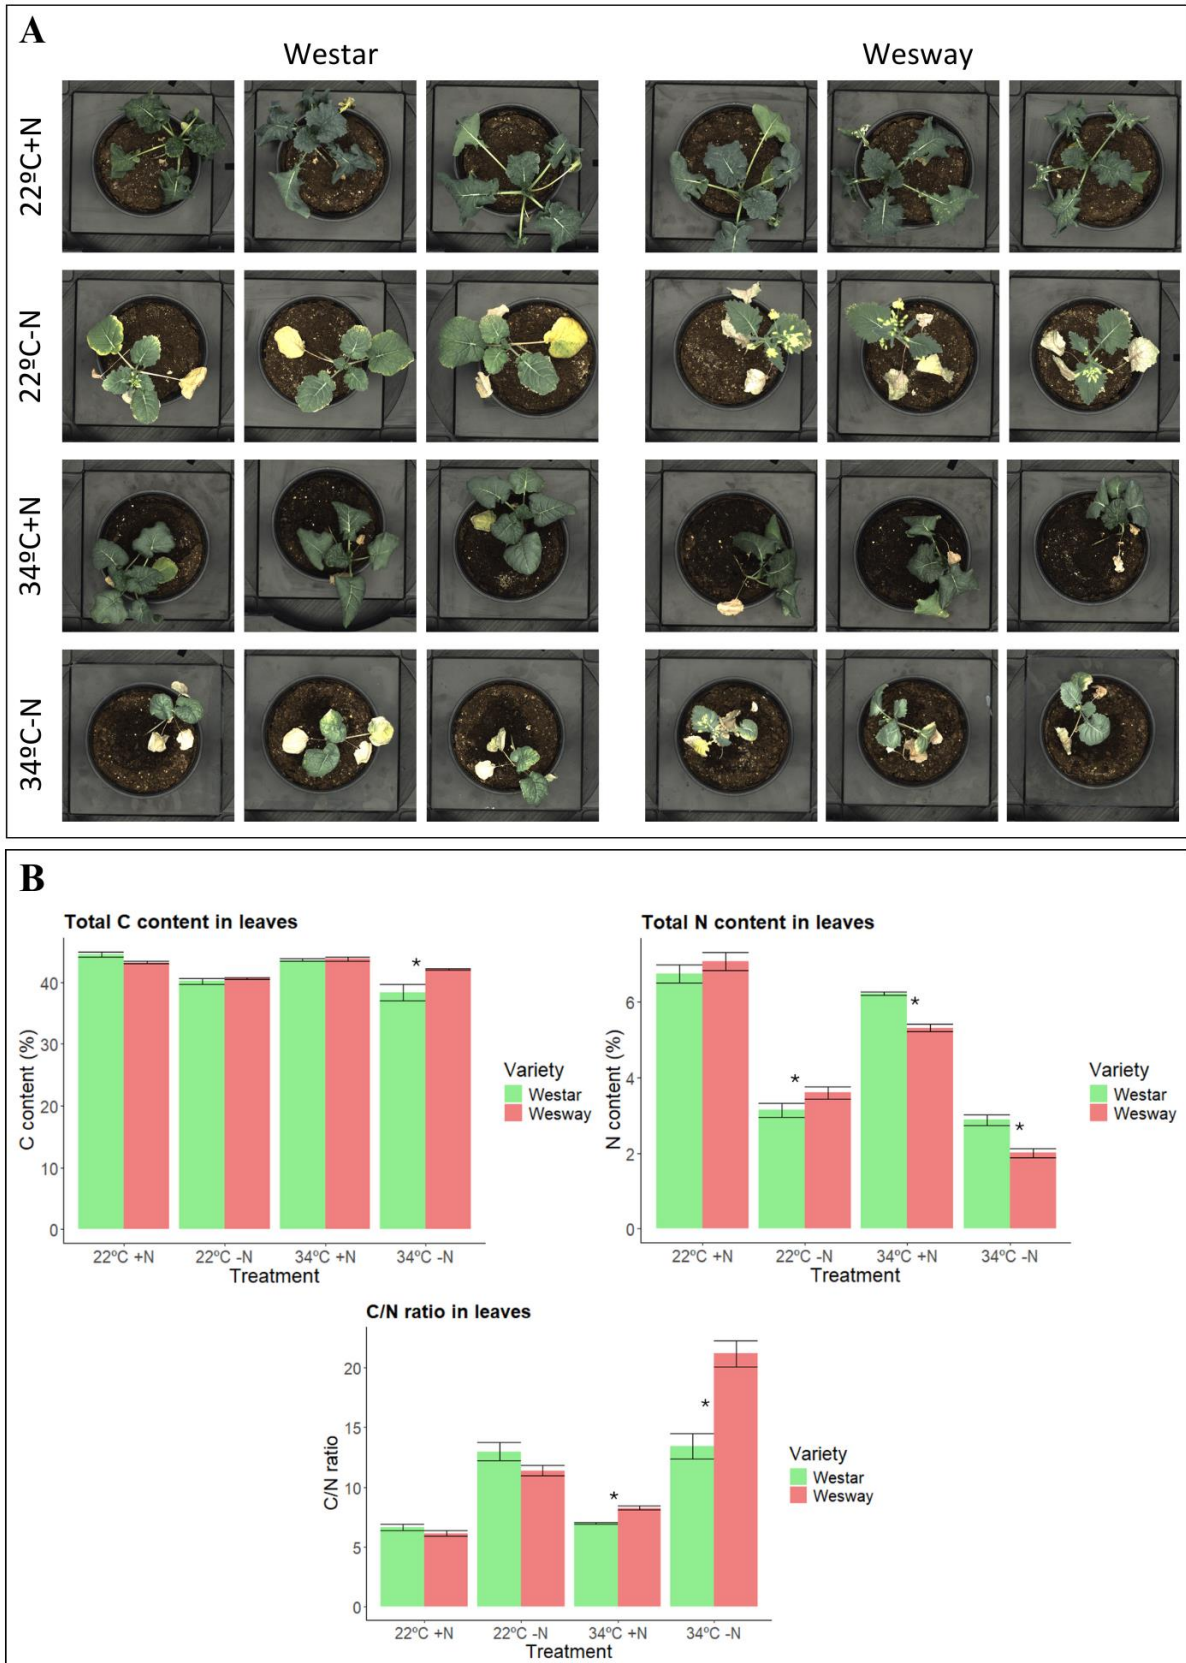 A
Westar
Wesway
22ºC+N
22ºC-N
34ºC+N
34ºC-N
B
Total C content in leaves
C content (%)
40
30
20
10
0
*
22ºC +N
22ºC -N
34ºC +N
34ºC -N
Treatment
Variety
Westar
Wesway
Total N content in leaves
N content (%)
6
4
2
0
*
*
*
22ºC +N
22ºC -N
34ºC +N
34ºC -N
Treatment
Variety
Westar
Wesway
C/N ratio in leaves
C/N ratio
20
15
10
5
0
*
*
22ºC +N
22ºC -N
34ºC +N
34ºC -N
Treatment
Variety
Westar
Wesway